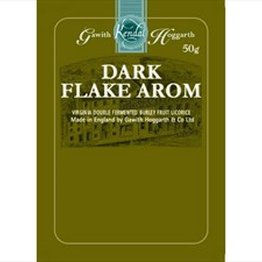 Gawith Kendal Hoggarth
50g
DARK
FLAKE AROM
VIRGINIA DOUBLE FERMENTED BURLEY FRUIT LICORICE
Made in England by Gawith Hoggarth & Co Ltd